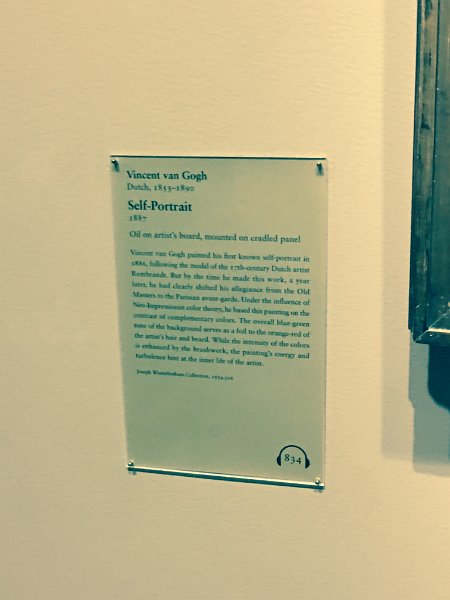 Vincent van Gogh
Dutch, 1853–1890
Self-Portrait
1887
Oil on artist's board, mounted on cradled panel
Vincent van Gogh painted his first known self-portrait in
1886, following the model of the 17th-century Dutch artist
Rembrandt. But by the time he made this work, a year
later, he had clearly shifted his allegiance from the Old
Masters to the Parisian avant-garde. Under the influence of
Neo-Impressionist color theory, he based this painting on the
contrast of complementary colors. The overall blue-green
tone of the background serves as a foil to the orange-red of
the artist's hair and beard. While the intensity of the colors
is enhanced by the brushwork, the painting's energy and
turbulence hint at the inner life of the artist.
Joseph Winterbotham Collection, 1954.326
834